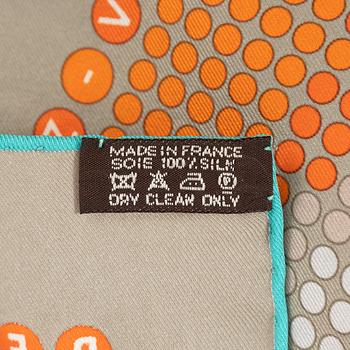 MADE IN FRANCE
SOIE 100% SILK
DRY CLEAN ONLY